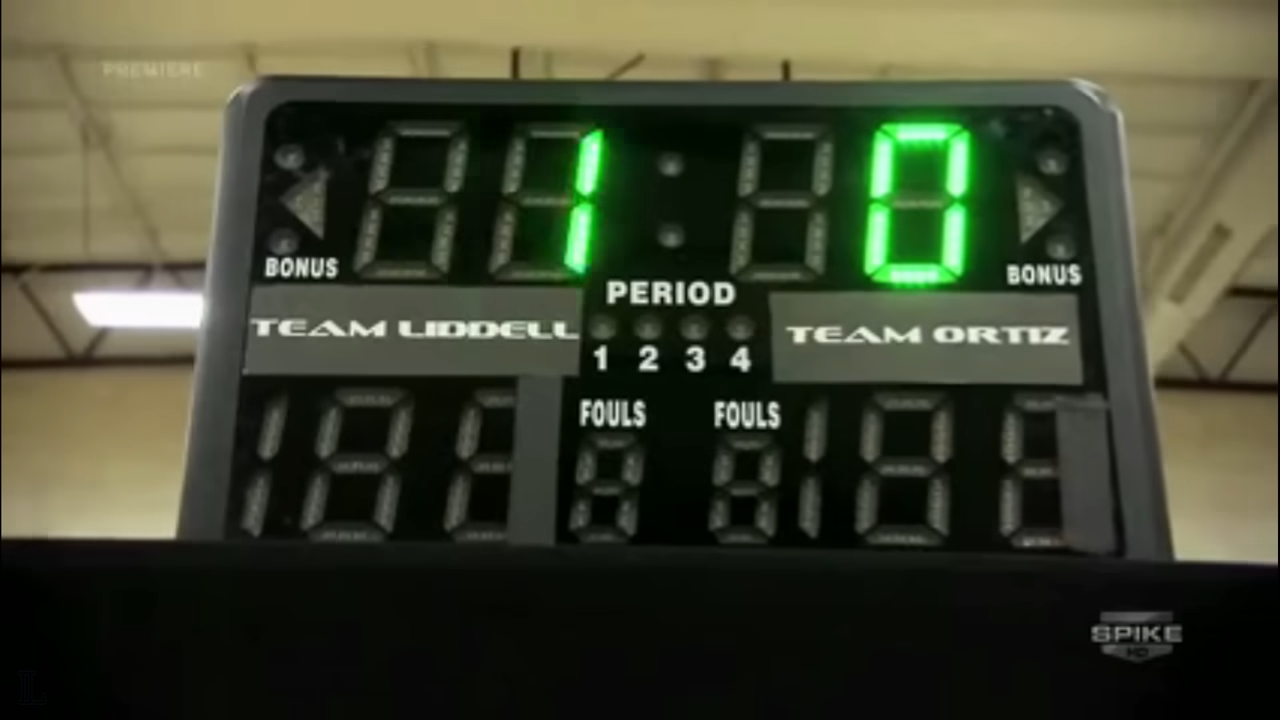 PREMIERE
1 0
BONUS BONUS
PERIOD
TEAM LIDDELL TEAM ORTIZ
1 2 3 4
FOULS FOULS
SPIKE
HD